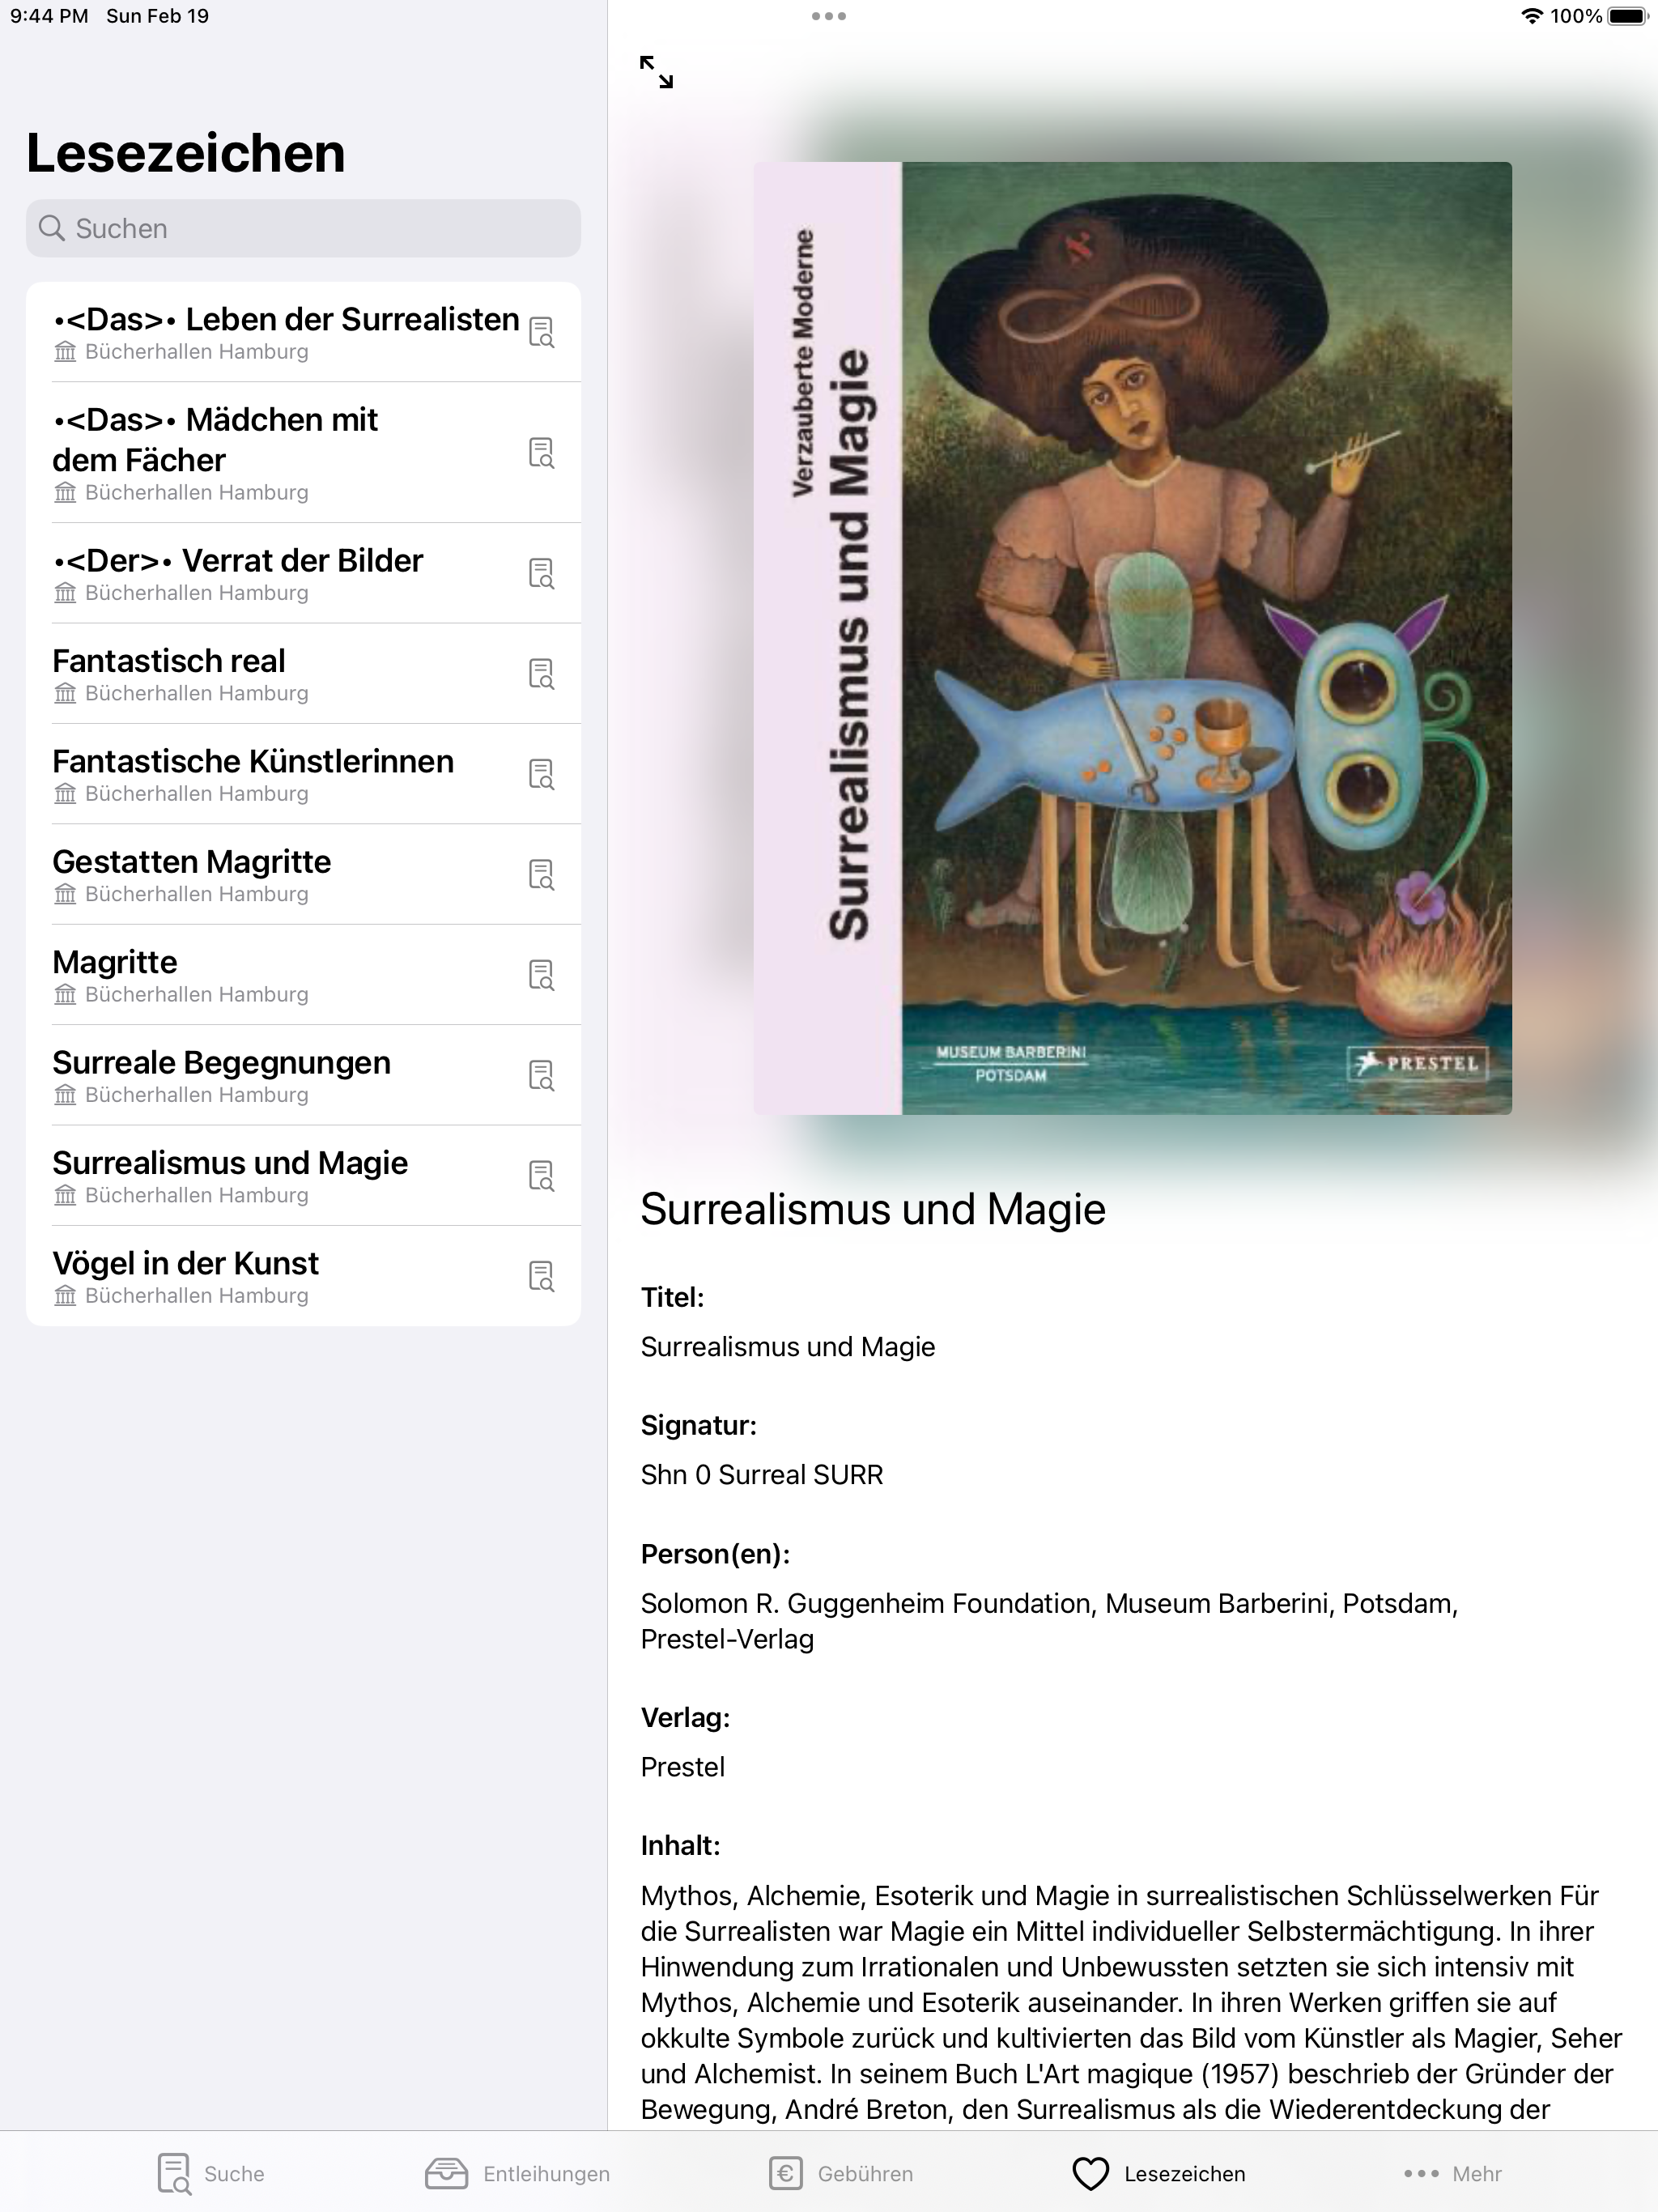 9:44 PM Sun Feb 19
100%
Lesezeichen
Suchen
•<Das>• Leben der Surrealisten
Bücherhallen Hamburg
•<Das>• Mädchen mit
dem Fächer
Bücherhallen Hamburg
•<Der>• Verrat der Bilder
Bücherhallen Hamburg
Fantastisch real
Bücherhallen Hamburg
Fantastische Künstlerinnen
Bücherhallen Hamburg
Gestatten Magritte
Bücherhallen Hamburg
Magritte
Bücherhallen Hamburg
Surreale Begegnungen
Bücherhallen Hamburg
Surrealismus und Magie
Bücherhallen Hamburg
Vögel in der Kunst
Bücherhallen Hamburg
Verzauberte Moderne
Surrealismus und Magie
MUSEUM BARBERINI
POTSDAM
PRESTEL
Surrealismus und Magie
Titel:
Surrealismus und Magie
Signatur:
Shn 0 Surreal SURR
Person(en):
Solomon R. Guggenheim Foundation, Museum Barberini, Potsdam,
Prestel-Verlag
Verlag:
Prestel
Inhalt:
Mythos, Alchemie, Esoterik und Magie in surrealistischen Schlüsselwerken Für
die Surrealisten war Magie ein Mittel individueller Selbstermächtigung. In ihrer
Hinwendung zum Irrationalen und Unbewussten setzten sie sich intensiv mit
Mythos, Alchemie und Esoterik auseinander. In ihren Werken griffen sie auf
okkulte Symbole zurück und kultivierten das Bild vom Künstler als Magier, Seher
und Alchemist. In seinem Buch L'Art magique (1957) beschrieb der Gründer der
Bewegung, André Breton, den Surrealismus als die Wiederentdeckung der
Suche
Entleihungen
€ Gebühren
Lesezeichen
Mehr